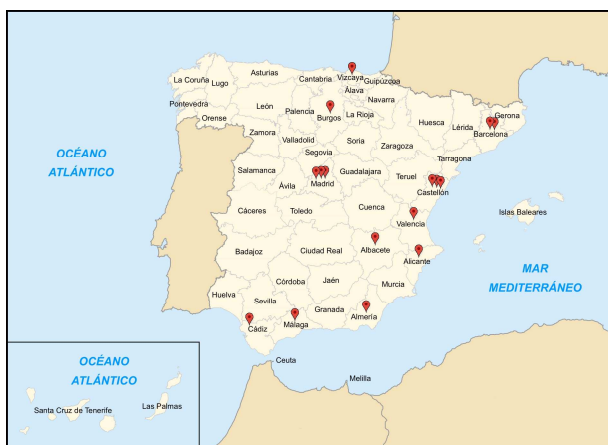 Asturias
Cantabria
Vizcaya
Guipúzcoa
La Coruña
Lugo
Álava
Navarra
Pontevedra
León
Palencia
Burgos
La Rioja
Huesca
Lérida
Gerona
Orense
Barcelona
Zamora
Valladolid
Soria
Zaragoza
Segovia
Tarragona
OCÉANO
ATLÁNTICO
Salamanca
Ávila
Madrid
Guadalajara
Teruel
Castellón
Cáceres
Toledo
Cuenca
Valencia
Islas Baleares
Badajoz
Ciudad Real
Albacete
Alicante
MAR
MEDITERRÁNEO
Huelva
Sevilla
Córdoba
Jaén
Murcia
Cádiz
Málaga
Granada
Almería
Ceuta
Melilla
OCÉANO
ATLÁNTICO
Santa Cruz de Tenerife
Las Palmas